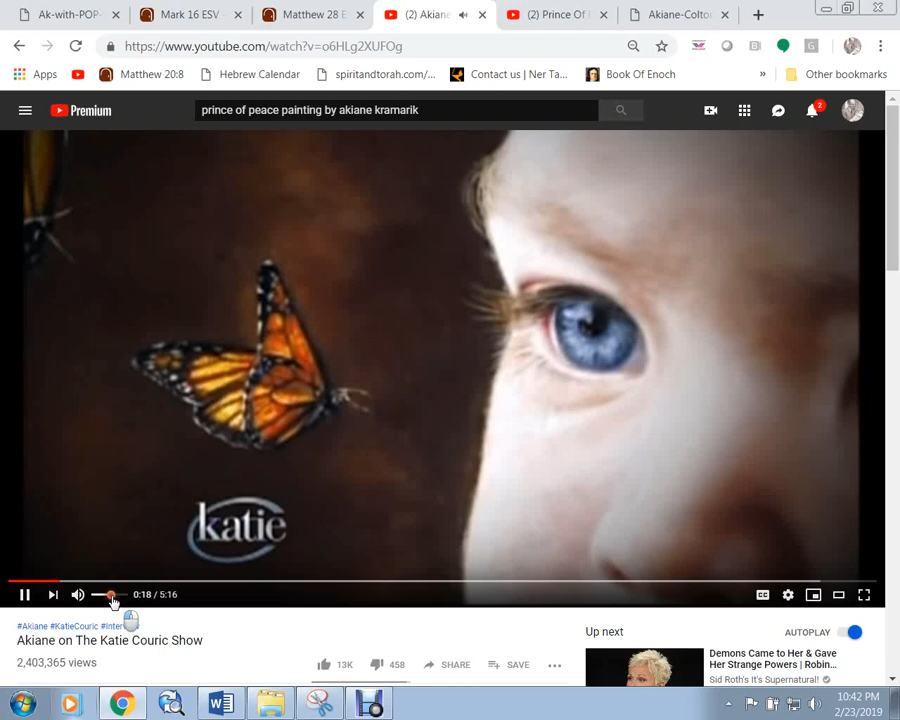 Ak-with-POP-
Mark 16 ESV
Matthew 28 E
(2) Akiane
(2) Prince Of
Akiane-Colto
https://www.youtube.com/watch?v=o6HLg2XUFOg
Apps
Matthew 20:8
Hebrew Calendar
spiritandtorah.com/...
Contact us | Ner Ta...
Book Of Enoch
»
Other bookmarks
Premium
prince of peace painting by akiane kramarik
2
katie
0:18 / 5:16
CC
#Akiane #KatieCouric #Inter
Akiane on The Katie Couric Show
2,403,365 views
13K
458
SHARE
SAVE
Up next
AUTOPLAY
Demons Came to Her & Gave
Her Strange Powers | Robin...
Sid Roth's It's Supernatural!
10:42 PM
2/23/2019